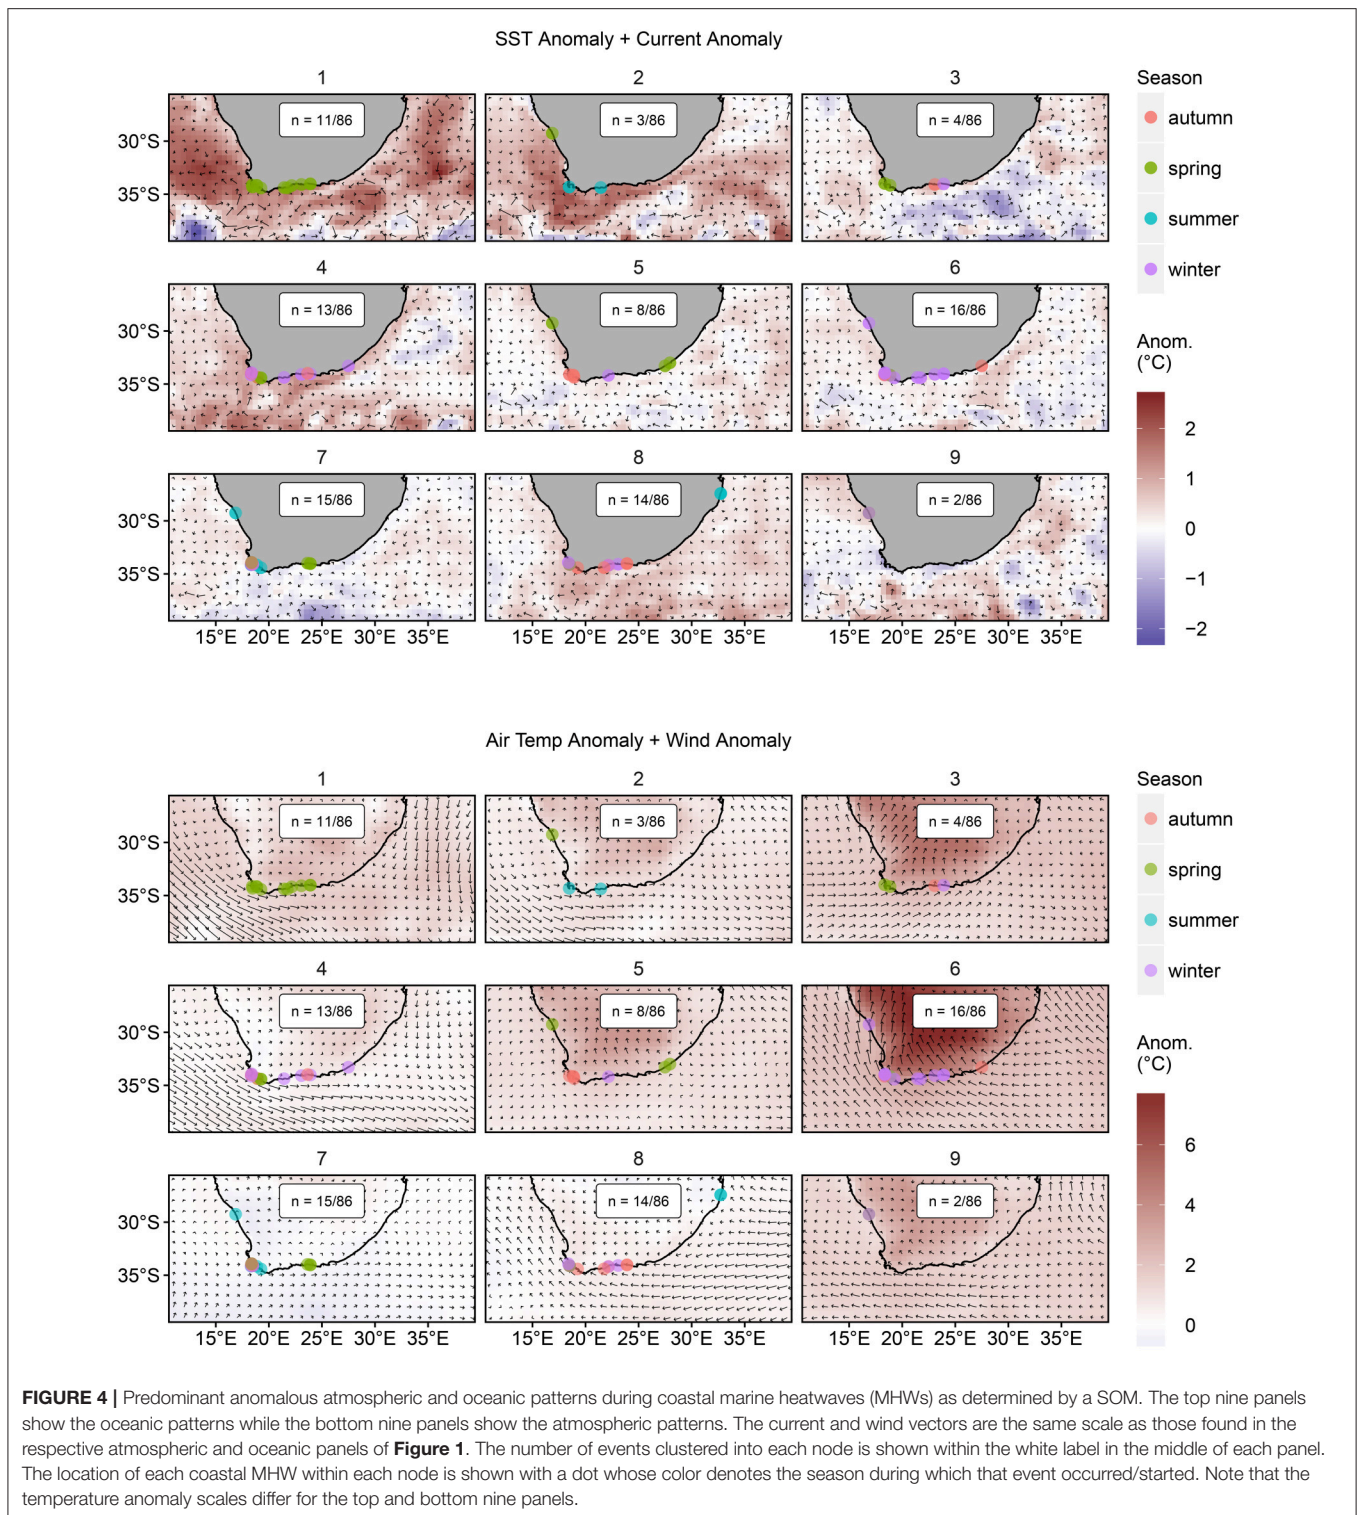 SST Anomaly + Current Anomaly
1
2
3
n = 11/86
n = 3/86
n = 4/86
30°S
35°S
4
5
6
n = 13/86
n = 8/86
n = 16/86
30°S
35°S
7
8
9
n = 15/86
n = 14/86
n = 2/86
30°S
35°S
15°E 20°E 25°E 30°E 35°E
15°E 20°E 25°E 30°E 35°E
15°E 20°E 25°E 30°E 35°E
Season
autumn
spring
summer
winter
Anom.
(°C)
2
1
0
−1
−2
Air Temp Anomaly + Wind Anomaly
1
2
3
n = 11/86
n = 3/86
n = 4/86
30°S
35°S
4
5
6
n = 13/86
n = 8/86
n = 16/86
30°S
35°S
7
8
9
n = 15/86
n = 14/86
n = 2/86
30°S
35°S
15°E 20°E 25°E 30°E 35°E
15°E 20°E 25°E 30°E 35°E
15°E 20°E 25°E 30°E 35°E
Season
autumn
spring
summer
winter
Anom.
(°C)
6
4
2
0
FIGURE 4 | Predominant anomalous atmospheric and oceanic patterns during coastal marine heatwaves (MHWs) as determined by a SOM. The top nine panels
show the oceanic patterns while the bottom nine panels show the atmospheric patterns. The current and wind vectors are the same scale as those found in the
respective atmospheric and oceanic panels of Figure 1. The number of events clustered into each node is shown within the white label in the middle of each panel.
The location of each coastal MHW within each node is shown with a dot whose color denotes the season during which that event occurred/started. Note that the
temperature anomaly scales differ for the top and bottom nine panels.